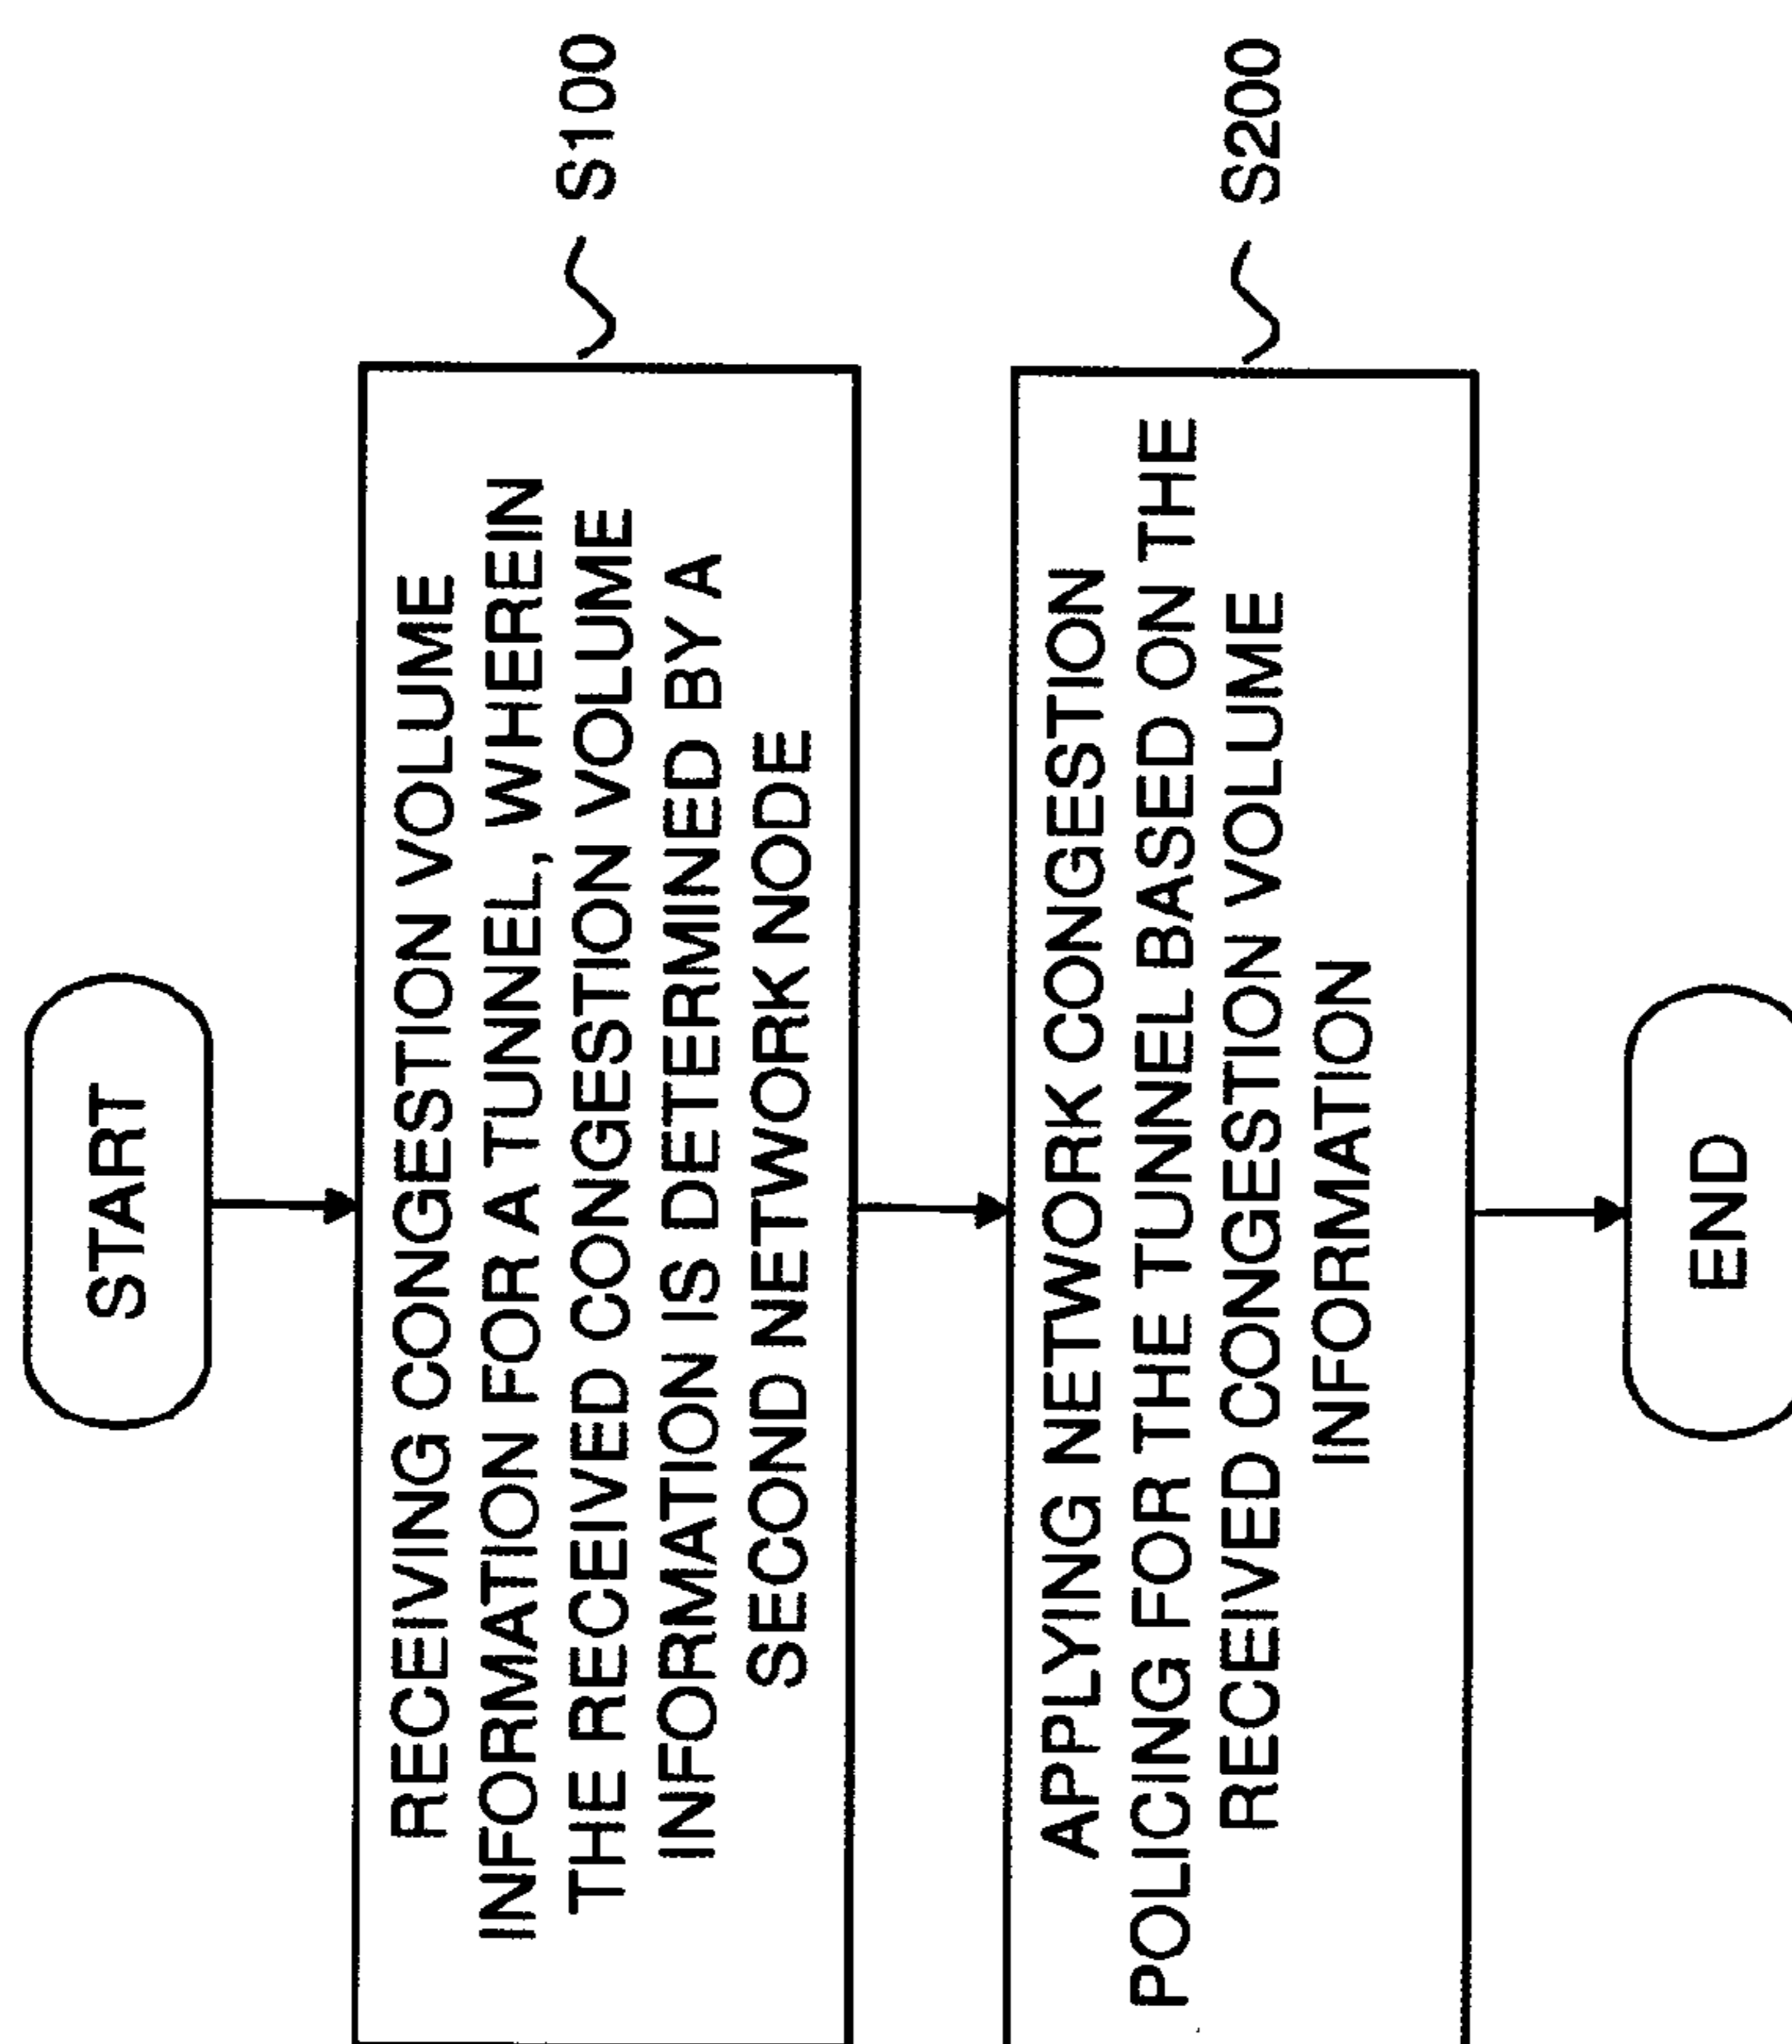 START
RECEIVING CONGESTION VOLUME
INFORMATION FOR A TUNNEL, WHEREIN
THE RECEIVED CONGESTION VOLUME
INFORMATION IS DETERMINED BY A
SECOND NETWORK NODE
S100
APPLYING NETWORK CONGESTION
POLICING FOR THE TUNNEL BASED ON THE
RECEIVED CONGESTION VOLUME
INFORMATION
S200
END